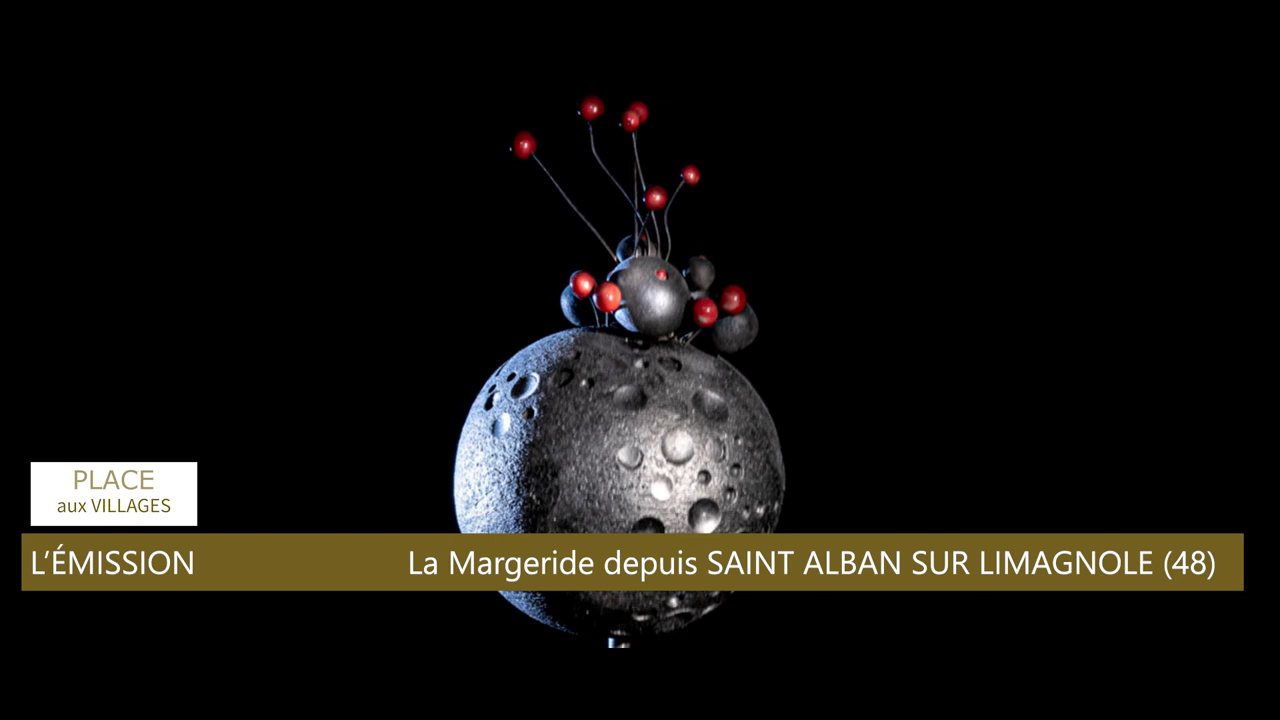 PLACE
aux VILLAGES
L’ÉMISSION
La Margeride depuis SAINT ALBAN SUR LIMAGNOLE (48)